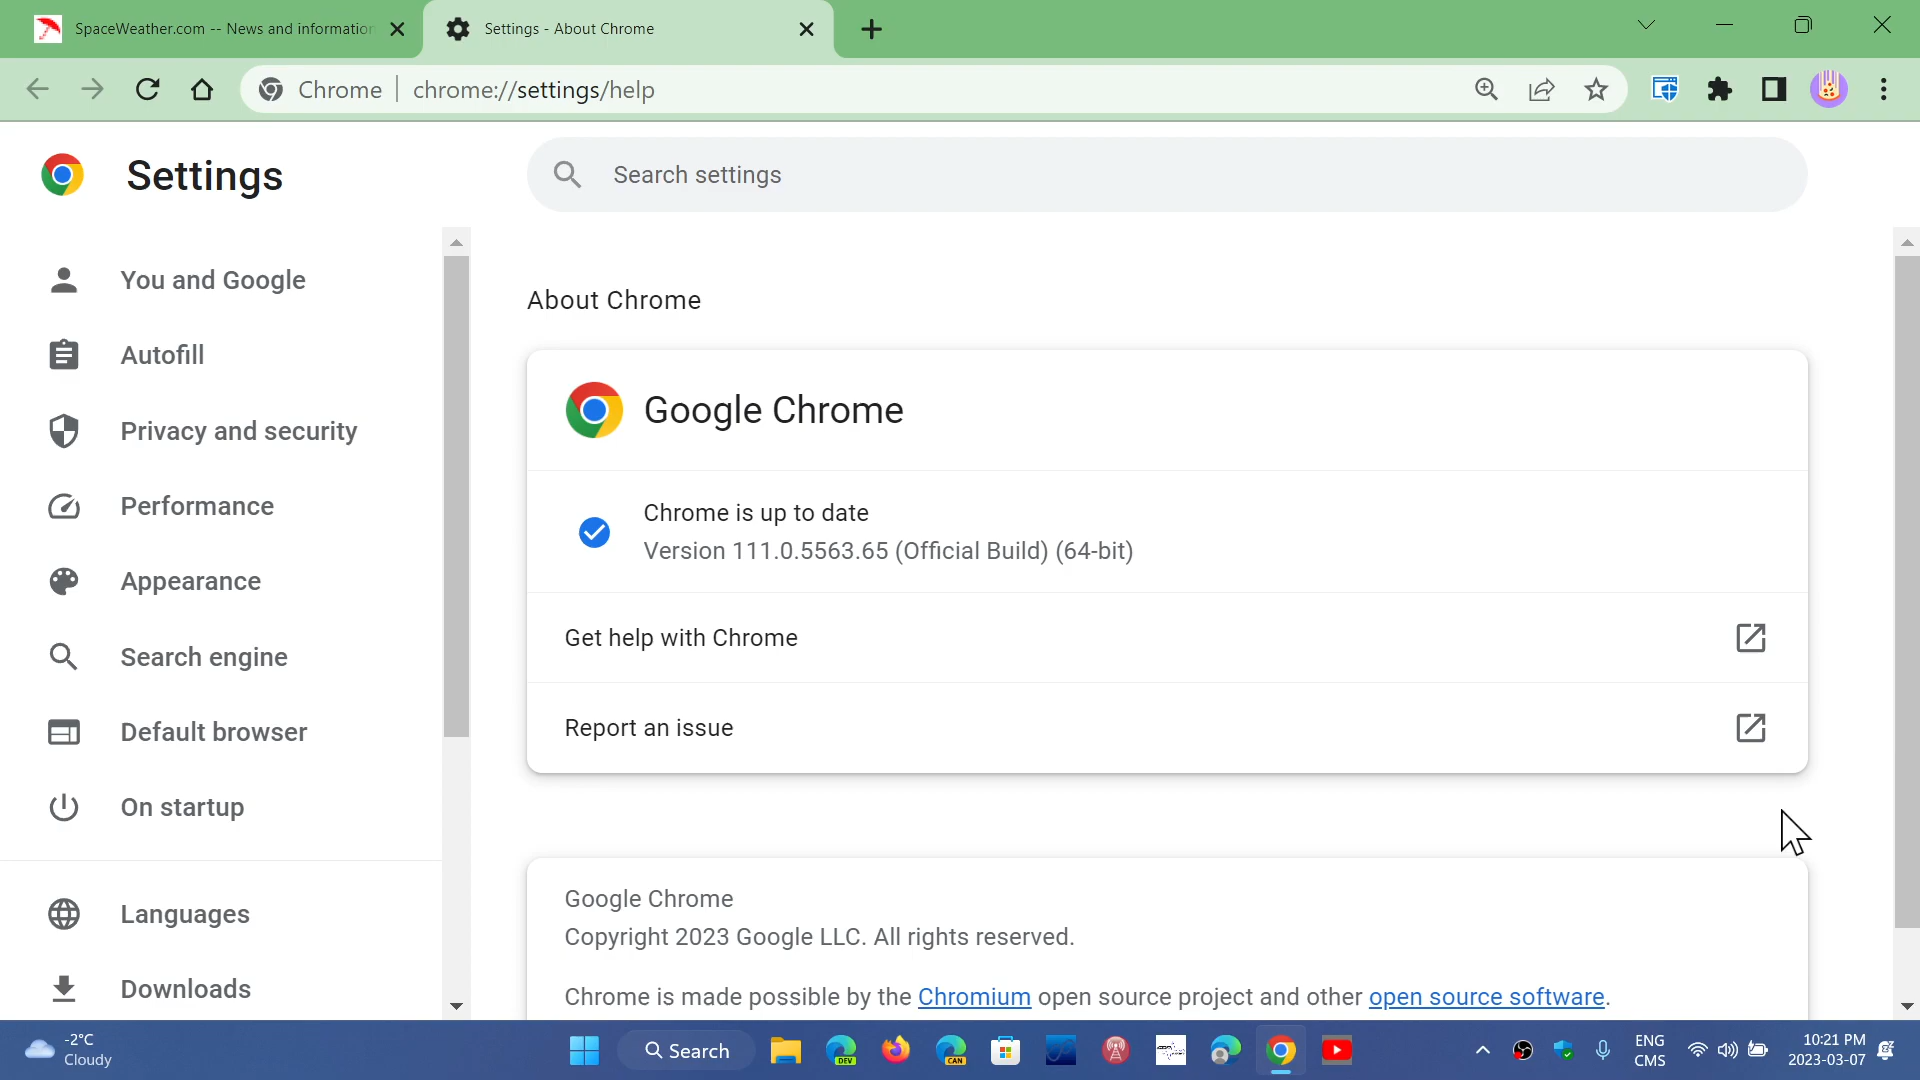 SpaceWeather.com -- News and information
Settings - About Chrome
Chrome
chrome://settings/help
Settings
Search settings
You and Google
Autofill
Privacy and security
Performance
Appearance
Search engine
Default browser
On startup
Languages
Downloads
About Chrome
Google Chrome
Chrome is up to date
Version 111.0.5563.65 (Official Build) (64-bit)
Get help with Chrome
Report an issue
Google Chrome
Copyright 2023 Google LLC. All rights reserved.
Chrome is made possible by the Chromium open source project and other open source software.
-2°C
Cloudy
Search
DEV
CAN
ENG
CMS
10:21 PM
2023-03-07